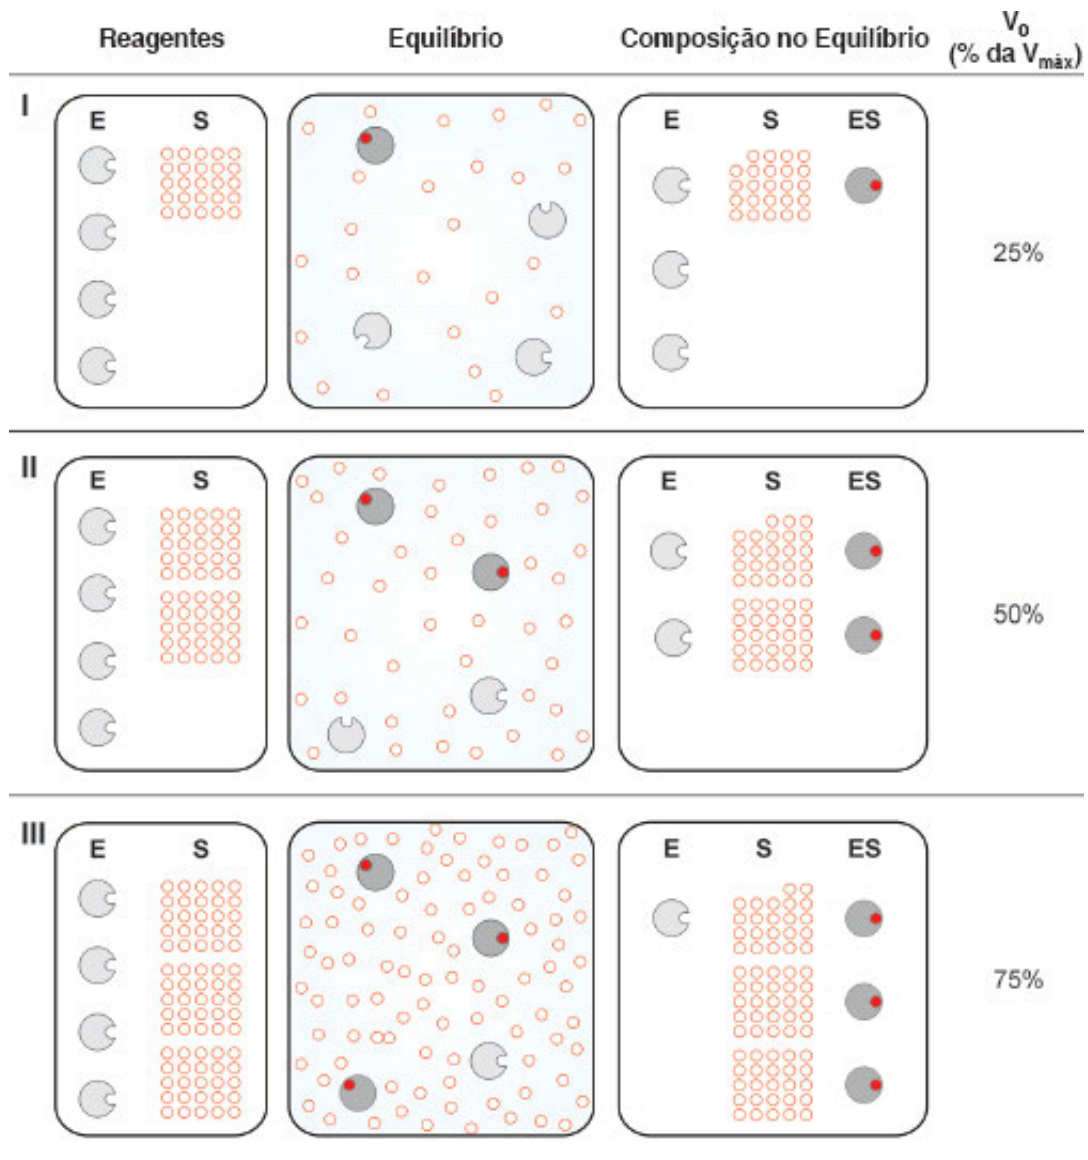 Reagentes Equilíbrio Composição no Equilíbrio V₀
(% da Vmáx)
I
E S E S ES
25%
II
E S E S ES
50%
III
E S E S ES
75%